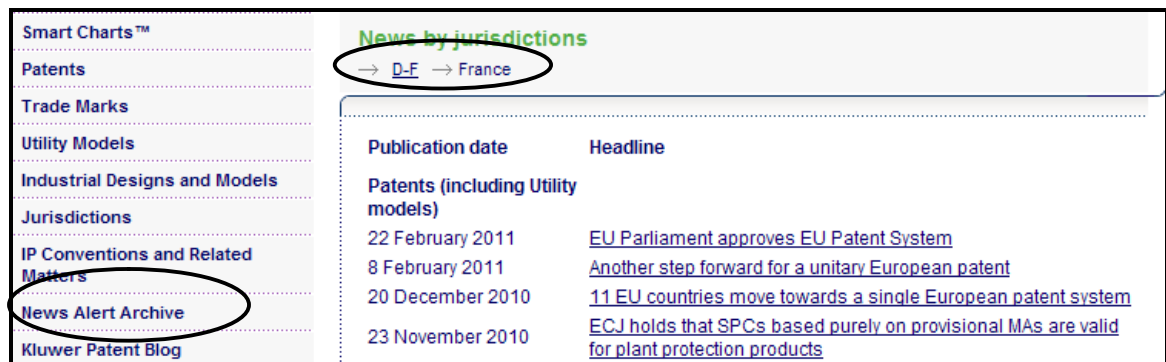 Smart Charts™
Patents
Trade Marks
Utility Models
Industrial Designs and Models
Jurisdictions
IP Conventions and Related
Matters
News Alert Archive
Kluwer Patent Blog
News by jurisdictions
→ D-F → France
Publication date Headline
Patents (including Utility
models)
22 February 2011 EU Parliament approves EU Patent System
8 February 2011 Another step forward for a unitary European patent
20 December 2010 11 EU countries move towards a single European patent system
23 November 2010 ECJ holds that SPCs based purely on provisional MAs are valid
for plant protection products